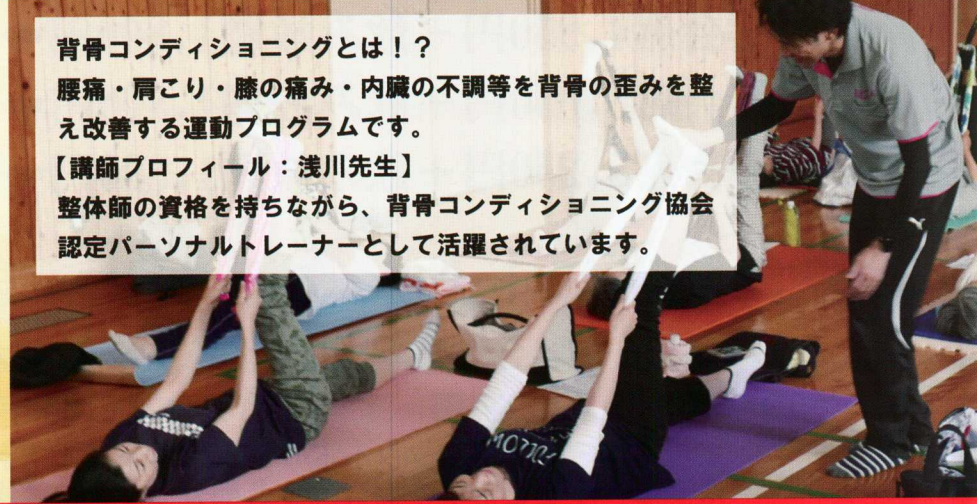 背骨コンディショニングとは！？
腰痛・肩こり・膝の痛み・内臓の不調等を背骨の歪みを整
え改善する運動プログラムです。
【講師プロフィール：浅川先生】
整体師の資格を持ちながら、背骨コンディショニング協会
認定パーソナルトレーナーとして活躍されています。
FOLLOW